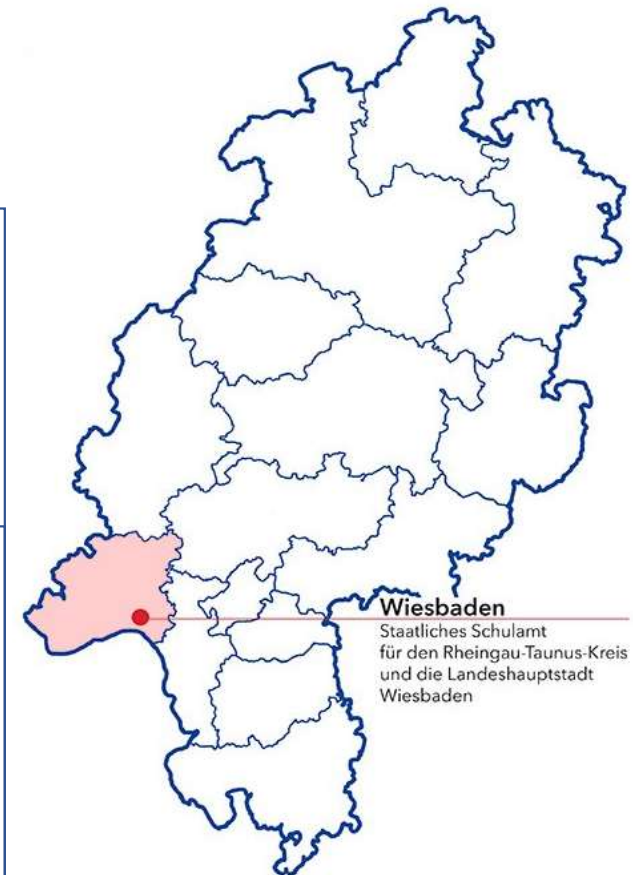 Wiesbaden
Staatliches Schulamt
für den Rheingau-Taunus-Kreis
und die Landeshauptstadt
Wiesbaden